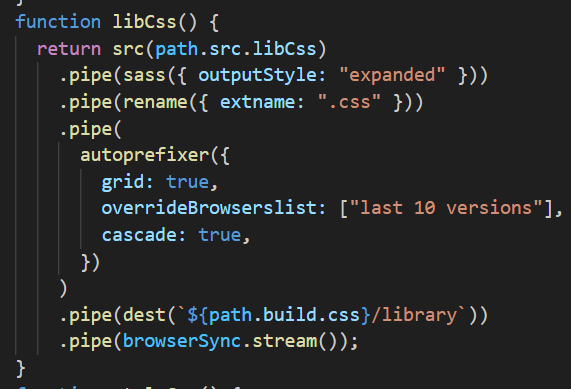 }
function libCss() {
  return src(path.src.libCss)
    .pipe(sass({ outputStyle: "expanded" }))
    .pipe(rename({ extname: ".css" }))
    .pipe(
      autoprefixer({
        grid: true,
        overrideBrowserslist: ["last 10 versions"],
        cascade: true,
      })
    )
    .pipe(dest(`${path.build.css}/library`))
    .pipe(browserSync.stream());
}